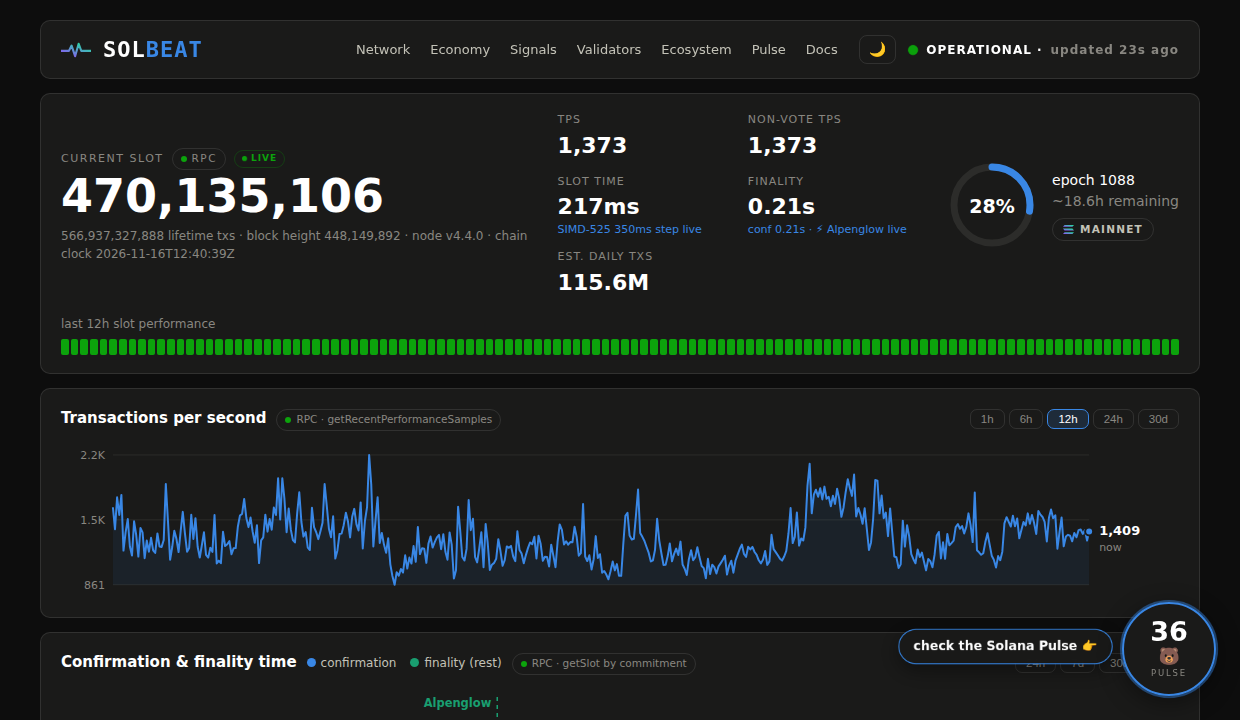 SOLBEAT
Network Economy Signals Validators Ecosystem Pulse Docs 🌙 OPERATIONAL · updated 23s ago
CURRENT SLOT RPC LIVE
470,135,106
566,937,327,888 lifetime txs · block height 448,149,892 · node v4.4.0 · chain
clock 2026-11-16T12:40:39Z
TPS
1,373
NON-VOTE TPS
1,373
SLOT TIME
217ms
SIMD-525 350ms step live
FINALITY
0.21s
conf 0.21s · ⚡ Alpenglow live
EST. DAILY TXS
115.6M
28%
epoch 1088
~18.6h remaining
MAINNET
last 12h slot performance
Transactions per second RPC · getRecentPerformanceSamples
1h 6h 12h 24h 30d
2.2K
1.5K
861
1,409
now
Confirmation & finality time confirmation finality (rest) RPC · getSlot by commitment
Alpenglow
check the Solana Pulse 👉
36
🐻
PULSE